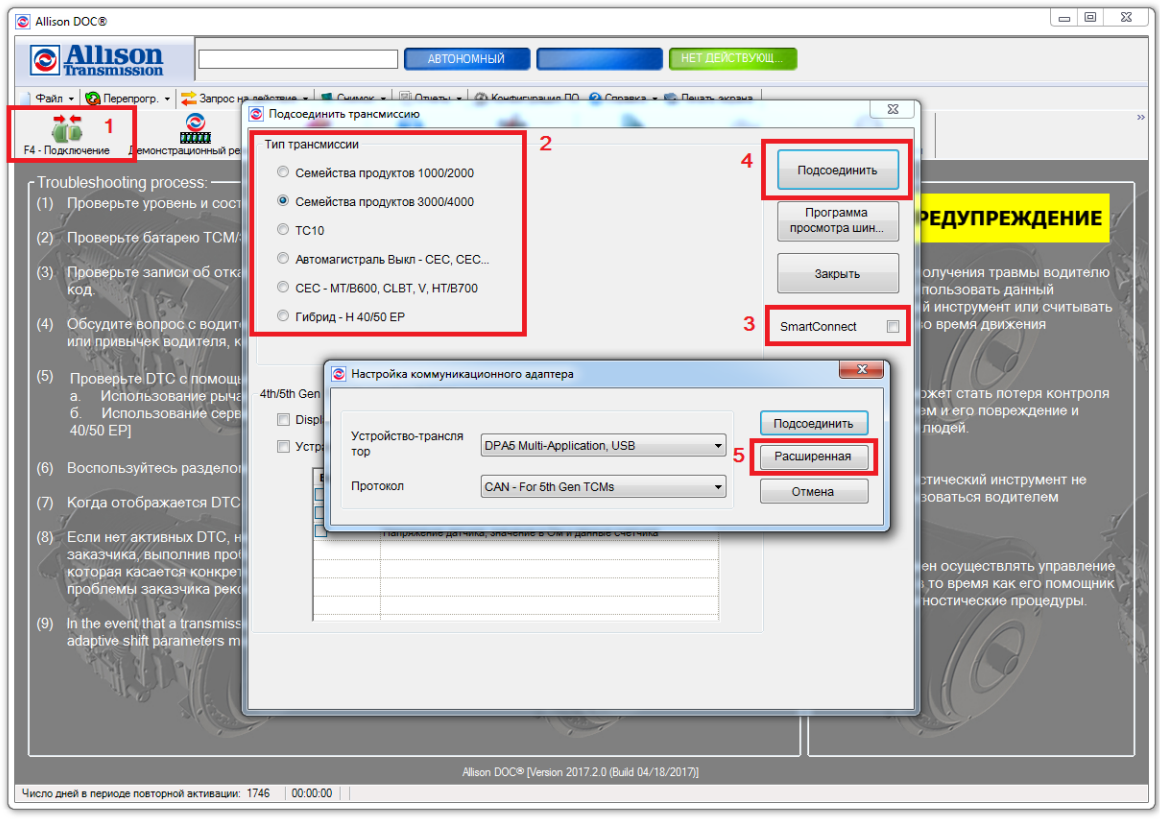 Allison DOC®
Allison
Transmission
АВТОНОМНЫЙ
НЕТ ДЕЙСТВУЮЩ...
Файл
Перепрогр.
Запрос на действие
Снимок
Отчеты
Конфигурация ПО
Справка
Печать экрана
F4 - Подключение
1
Демонстрационный ре
»
Troubleshooting process:
(1) Проверьте уровень и сост
(2) Проверьте батарею TCM/
(3) Проверьте записи об отка
код.
(4) Обсудите вопрос с водите
или привычек водителя, к
(5) Проверьте DTC с помощь
а. Использование рыча
б. Использование серв
40/50 EP]
(6) Воспользуйтесь разделом
(7) Когда отображается DTC
(8) Если нет активных DTC, н
заказчика, выполнив проб
которая касается конкрет
проблемы заказчика реко
(9) In the event that a transmiss
adaptive shift parameters m
Подсоединить трансмиссию
Тип трансмиссии
2
Семейства продуктов 1000/2000
Семейства продуктов 3000/4000
TC10
Автомагистраль Выкл - CEC, CEC...
CEC - MT/B600, CLBT, V, HT/B700
Гибрид - H 40/50 EP
4
Подсоединить
Программа
просмотра шин...
Закрыть
3
SmartConnect
4th/5th Gen
Displ
Устра
Напряжение датчика, значение в Ом и данные счетчика
Настройка коммуникационного адаптера
Устройство-трансля
тор
DPA5 Multi-Application, USB
Протокол
CAN - For 5th Gen TCMs
Подсоединить
5
Расширенная
Отмена
РЕДУПРЕЖДЕНИЕ
олучения травмы водителю
пользовать данный
й инструмент или считывать
во время движения
ожет стать потеря контроля
ем и его повреждение и
людей.
стический инструмент не
зоваться водителем
ен осуществлять управление
в то время как его помощник
ностические процедуры.
Allison DOC® [Version 2017.2.0 (Build 04/18/2017)]
Число дней в периоде повторной активации: 1746
00:00:00